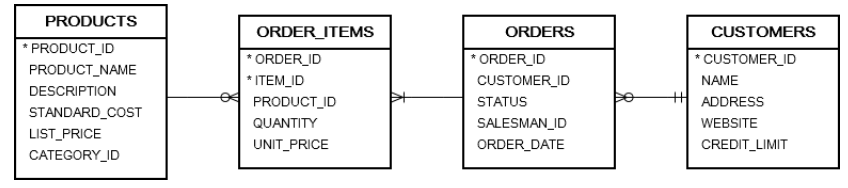 PRODUCTS
* PRODUCT_ID
PRODUCT_NAME
DESCRIPTION
STANDARD_COST
LIST_PRICE
CATEGORY_ID
ORDER_ITEMS
* ORDER_ID
* ITEM_ID
PRODUCT_ID
QUANTITY
UNIT_PRICE
ORDERS
* ORDER_ID
CUSTOMER_ID
STATUS
SALESMAN_ID
ORDER_DATE
CUSTOMERS
* CUSTOMER_ID
NAME
ADDRESS
WEBSITE
CREDIT_LIMIT